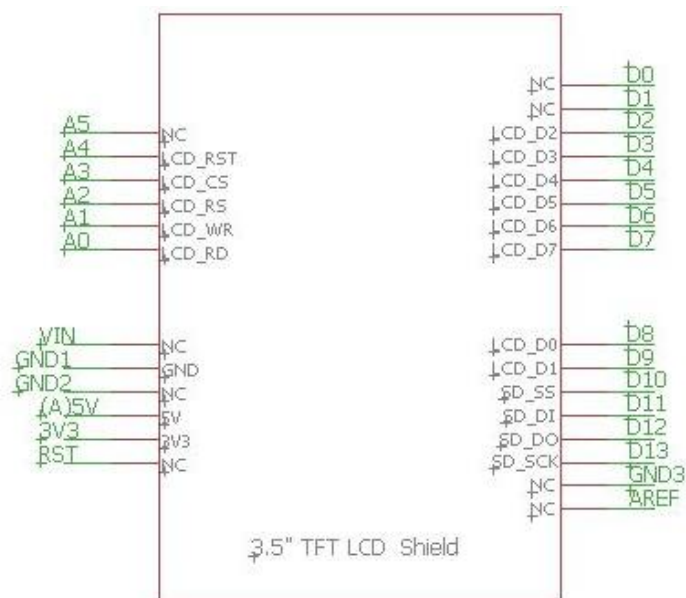 D0
NC
D1
NC
D2
A5
NC
LCD_D2
D3
A4
LCD_RST
LCD_D3
D4
A3
LCD_CS
LCD_D4
D5
A2
LCD_RS
LCD_D5
D6
A1
LCD_WR
LCD_D6
D7
A0
LCD_RD
LCD_D7
VIN
NC
LCD_D0
D8
GND1
GND
LCD_D1
D9
GND2
NC
SD_SS
D10
(A)5V
5V
SD_DI
D11
3V3
3V3
SD_DO
D12
RST
NC
SD_SCK
D13
NC
GND3
NC
AREF
3.5" TFT LCD Shield